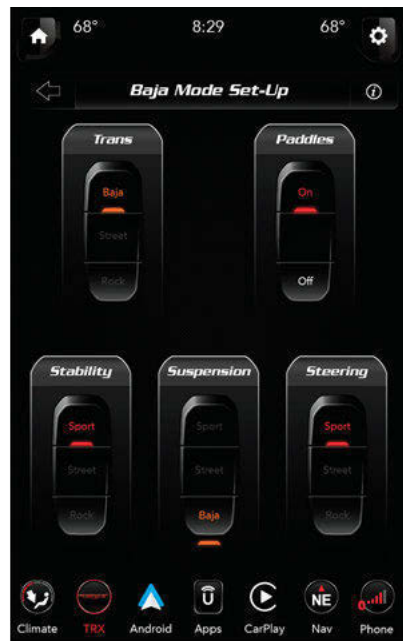 68° 8:29 68°
Baja Mode Set-Up
Trans Paddles
Baja On
Street
Rock Off
Stability Suspension Steering
Sport Sport Sport
Street Street Street
Rock Baja Rock
NE
Climate TRX Android Apps CarPlay Nav Phone